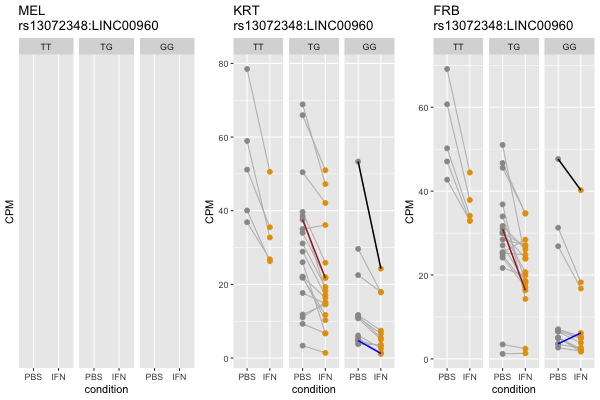 MEL
rs13072348:LINC00960
TT TG GG
CPM
PBS IFN PBS IFN PBS IFN
condition
KRT
rs13072348:LINC00960
TT TG GG
80
60
40
20
0
CPM
PBS IFN PBS IFN PBS IFN
condition
FRB
rs13072348:LINC00960
TT TG GG
60
40
20
0
CPM
PBS IFN PBS IFN PBS IFN
condition